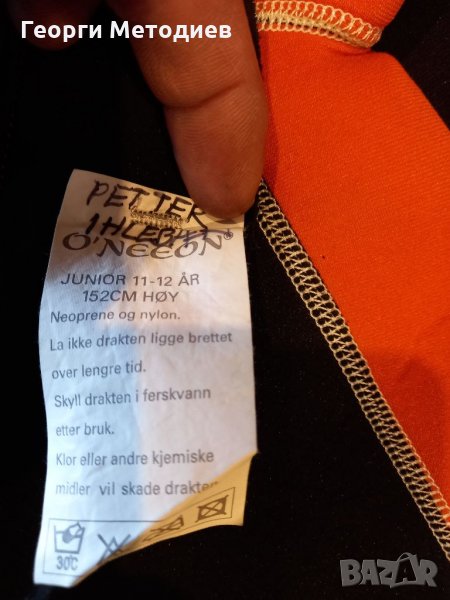 Георги Методиев
PETTER
O'NEEON®
JUNIOR 11-12 ÅR
152CM HØY
Neoprene og nylon.
La ikke drakten ligge brettet
over lengre tid.
Skyll drakten i ferskvann
etter bruk.
Klor eller andre kjemiske
midler vil skade drakten
30°C
BAZAR